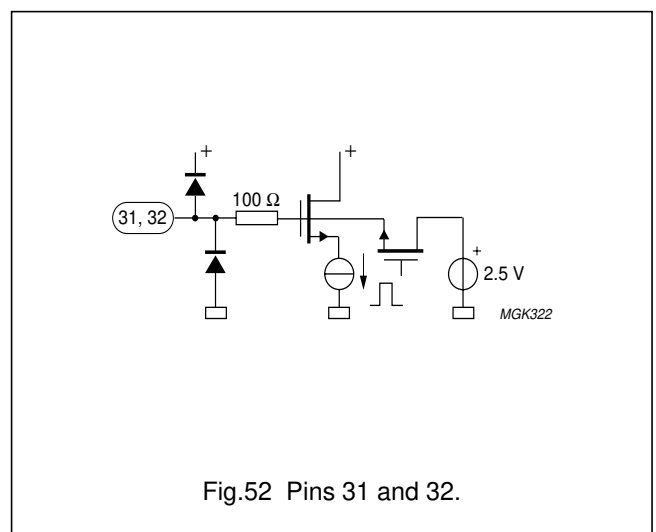 +
+
100 Ω
31, 32
+
2.5 V
MGK322
Fig.52 Pins 31 and 32.